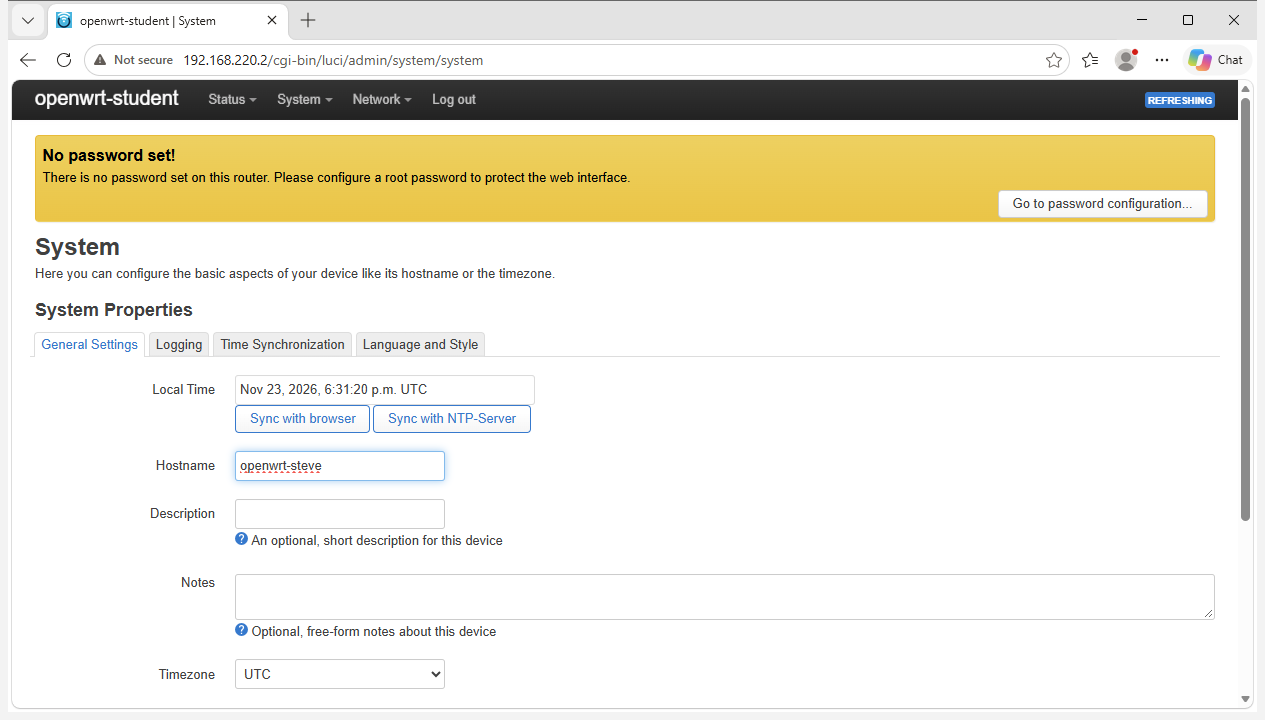 openwrt-student | System
Not secure 192.168.220.2/cgi-bin/luci/admin/system/system Chat
openwrt-student Status System Network Log out REFRESHING
No password set!
There is no password set on this router. Please configure a root password to protect the web interface.
Go to password configuration...
System
Here you can configure the basic aspects of your device like its hostname or the timezone.
System Properties
General Settings Logging Time Synchronization Language and Style
Local Time Nov 23, 2026, 6:31:20 p.m. UTC
Sync with browser Sync with NTP-Server
Hostname openwrt-steve
Description
? An optional, short description for this device
Notes
? Optional, free-form notes about this device
Timezone UTC